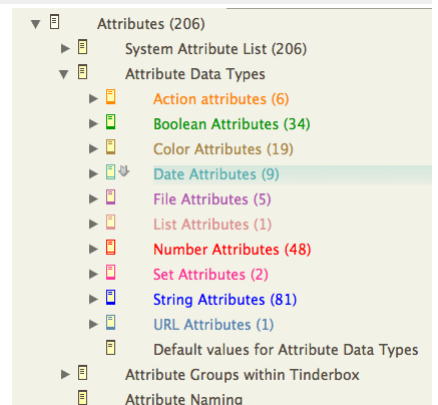 Attributes (206)
System Attribute List (206)
Attribute Data Types
Action attributes (6)
Boolean Attributes (34)
Color Attributes (19)
Date Attributes (9)
File Attributes (5)
List Attributes (1)
Number Attributes (48)
Set Attributes (2)
String Attributes (81)
URL Attributes (1)
Default values for Attribute Data Types
Attribute Groups within Tinderbox
Attribute Naming